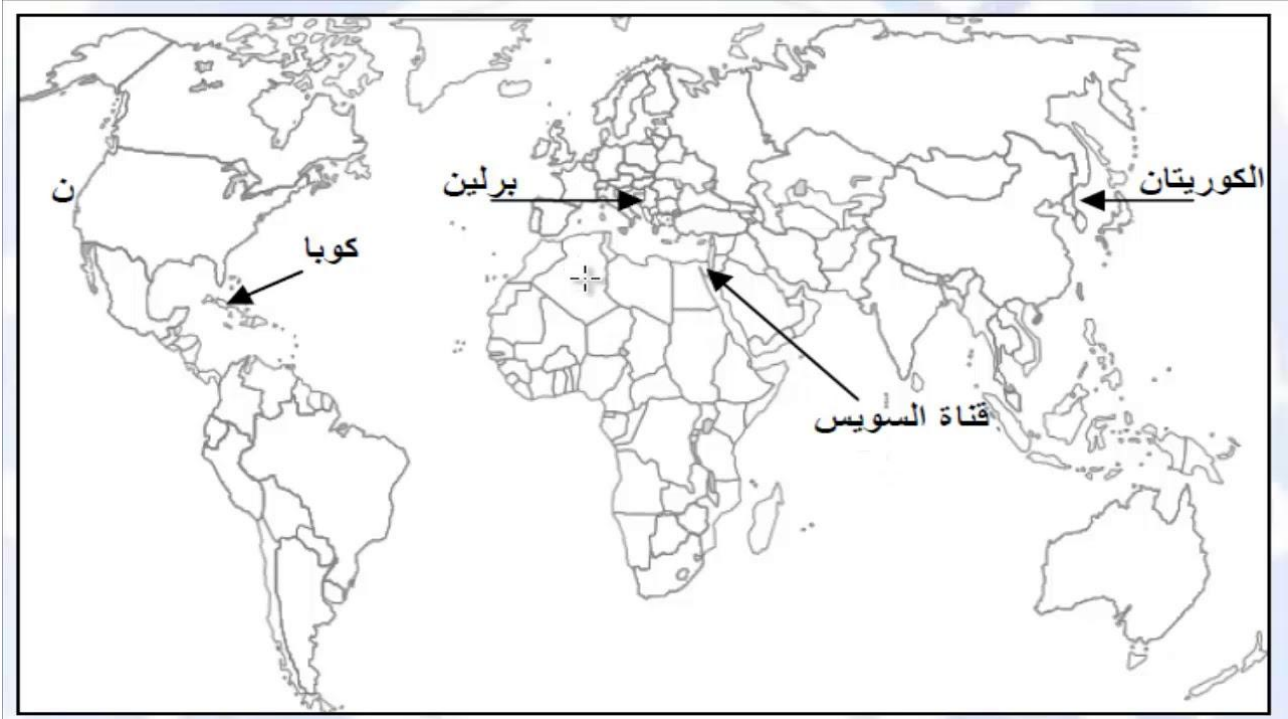 الكوريتان
برلين
ن
كوبا
قناة السويس